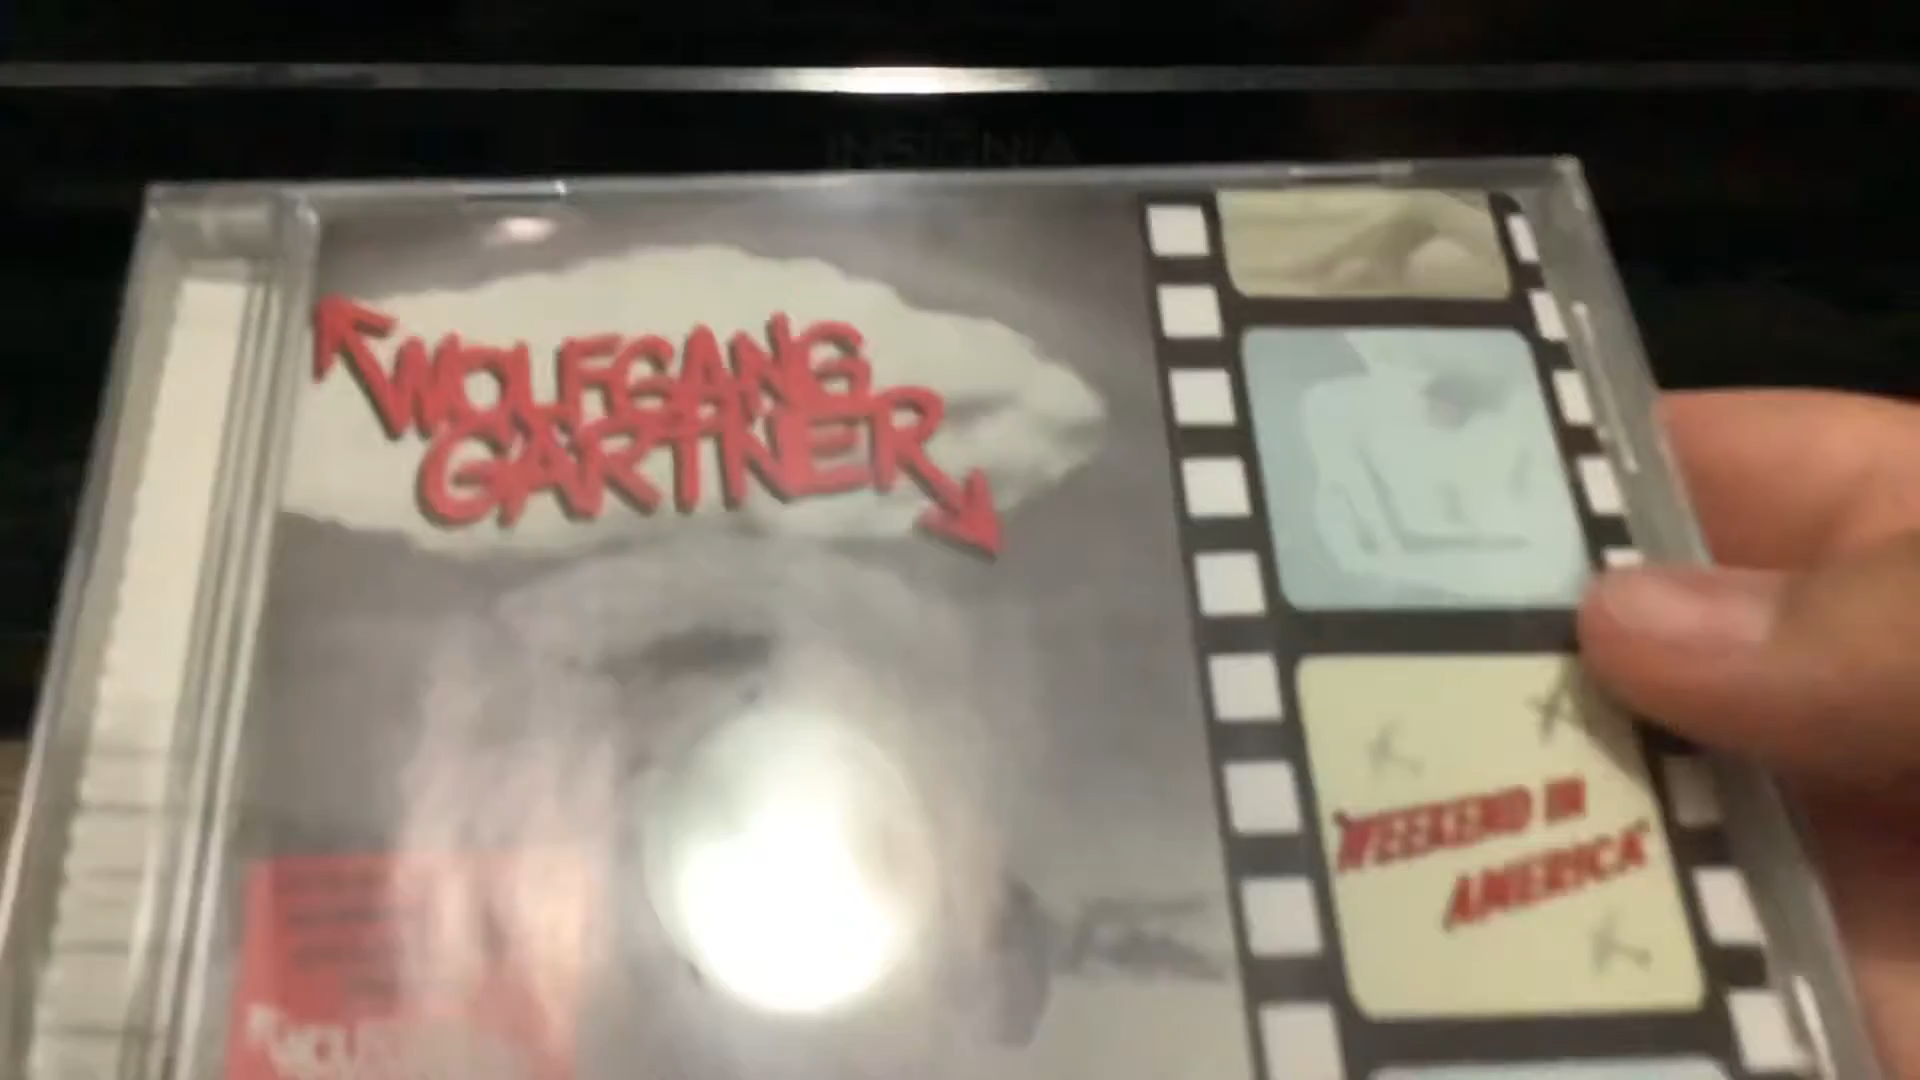 INSIGNIA
WOLFGANG
GARTNER
WEEKEND IN
AMERICA